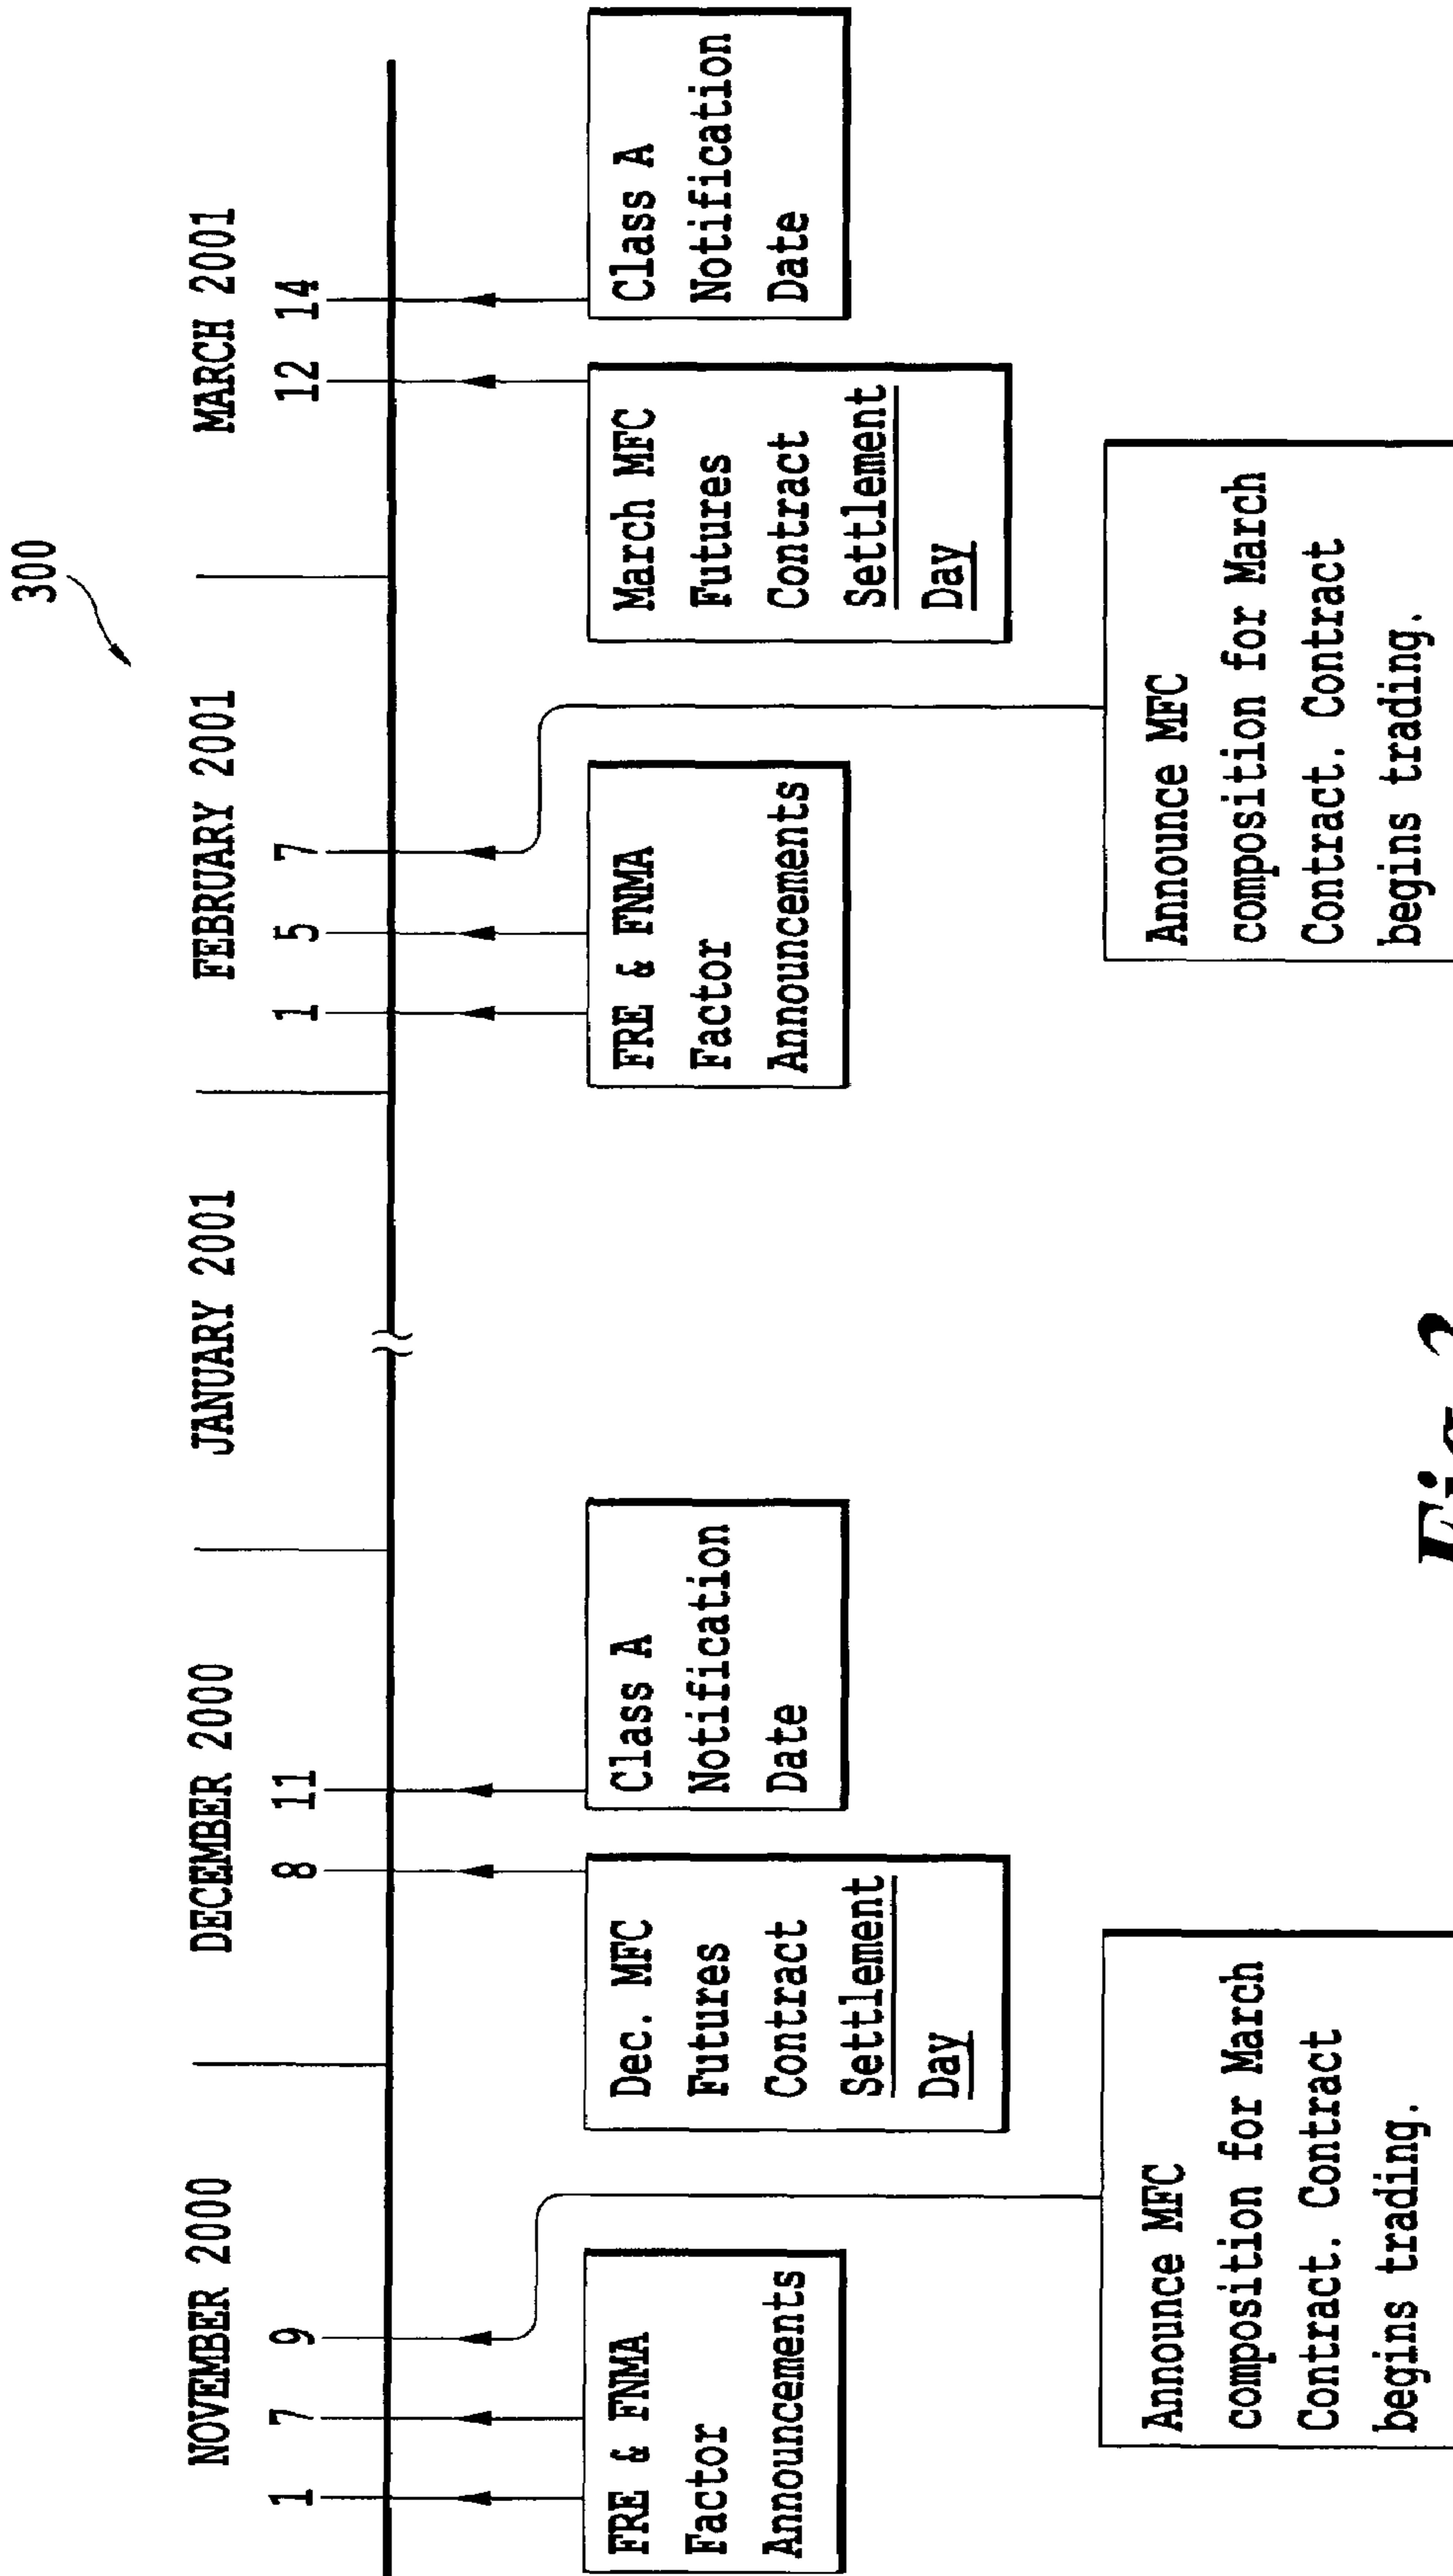 300
NOVEMBER 2000
DECEMBER 2000
JANUARY 2001
FEBRUARY 2001
MARCH 2001
1
7
9
8
11
1
5
7
12
14
FRE & FNMA
Factor
Announcements
Dec. MFC
Futures
Contract
Settlement
Day
Class A
Notification
Date
FRE & FNMA
Factor
Announcements
March MFC
Futures
Contract
Settlement
Day
Class A
Notification
Date
Announce MFC
composition for March
Contract. Contract
begins trading.
Announce MFC
composition for March
Contract. Contract
begins trading.